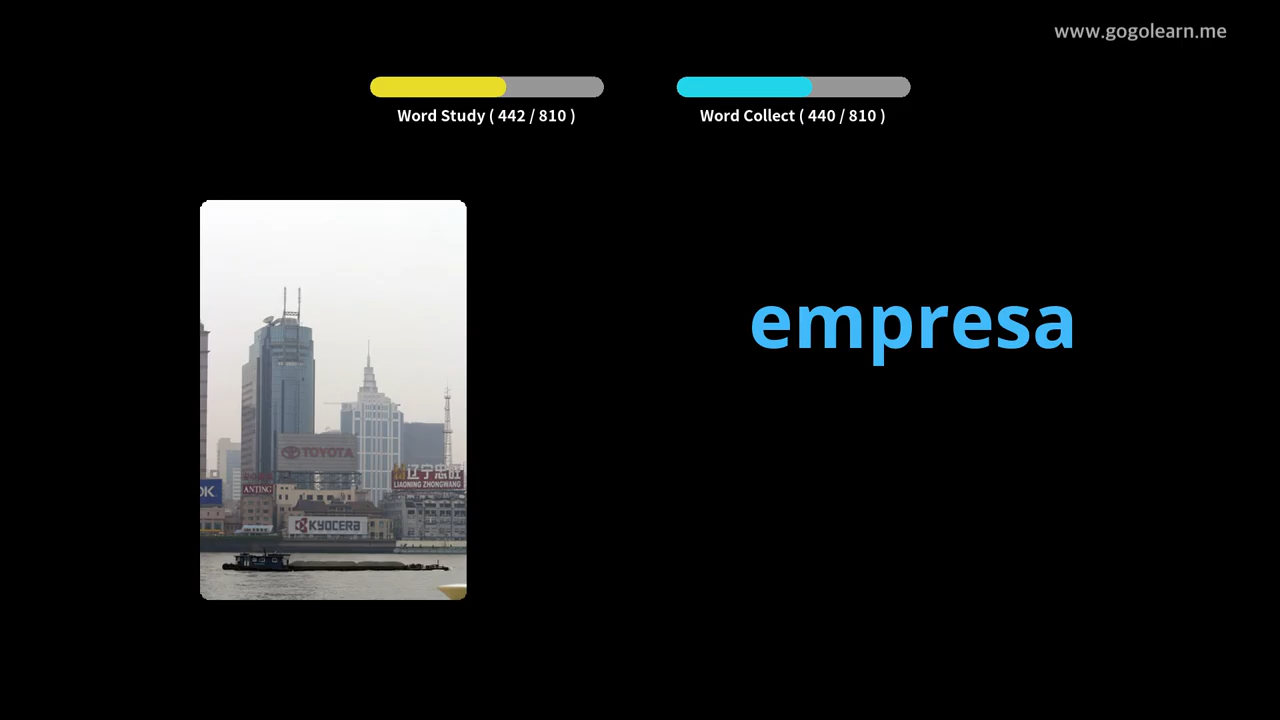 www.gogolearn.me
Word Study ( 442 / 810 )
Word Collect ( 440 / 810 )
empresa
TOYOTA
辽宁忠旺
LIAONING ZHONGWANG
OK
ANTING
KYOCERA